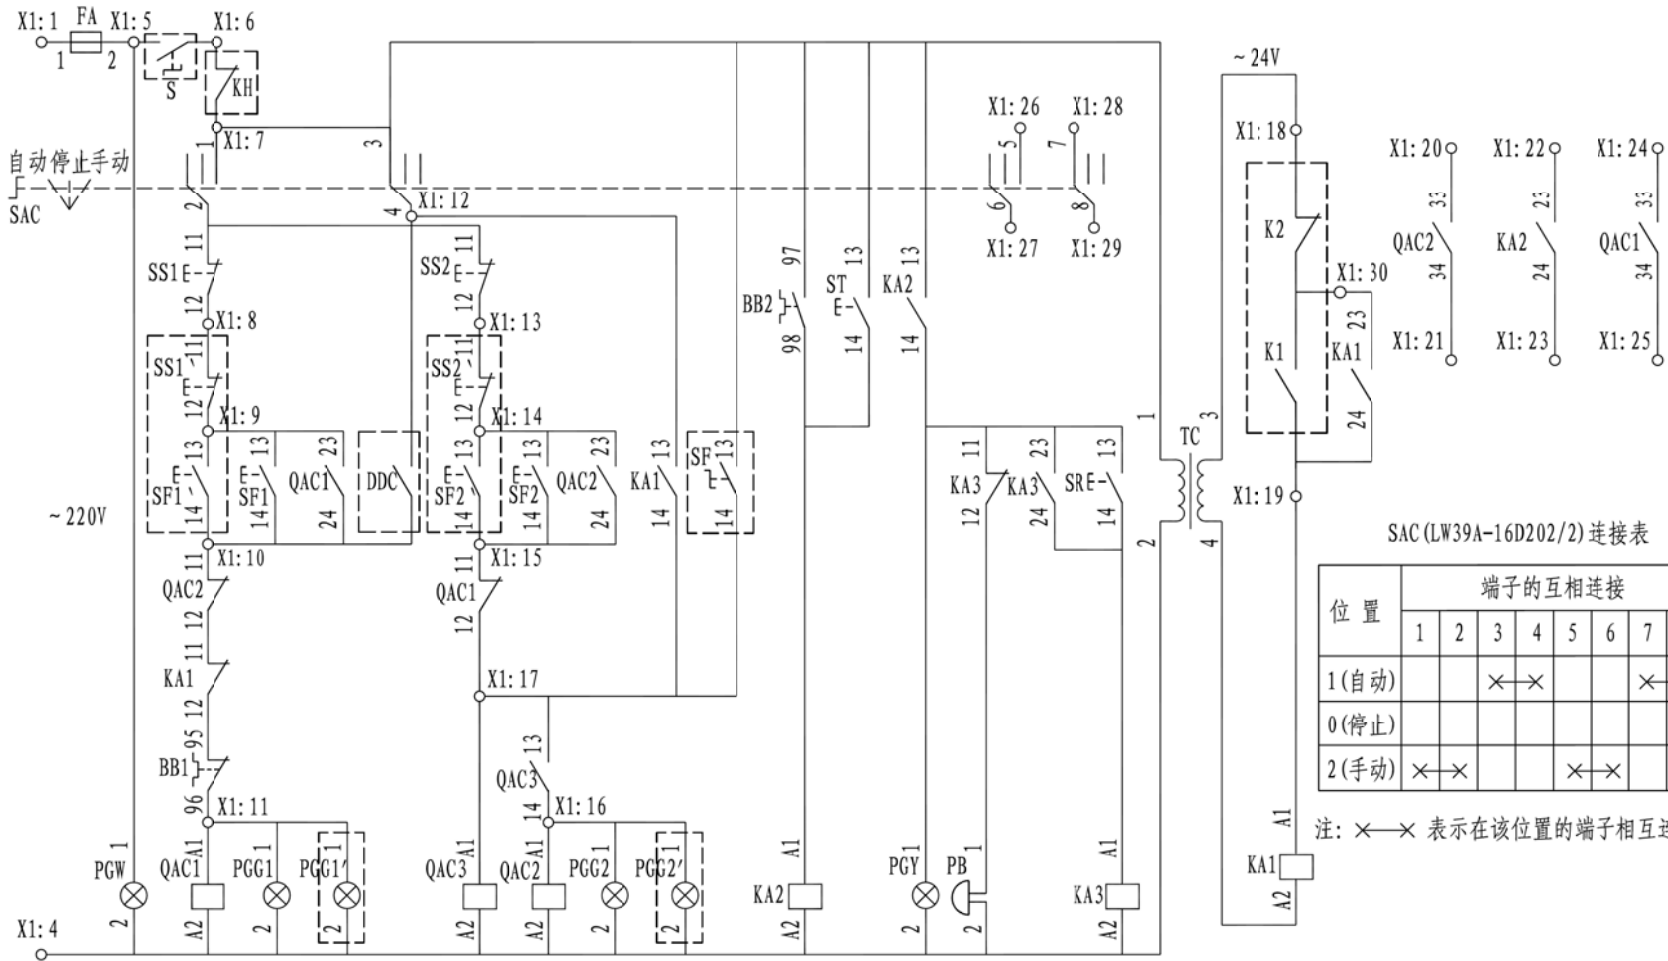 X1:1 FA X1:5 X1:6
1 2
S KH
X1:7
~24V
X1:26 X1:28
X1:18
1 3 5 7
自动停止手动
SAC
2 4 X1:12 6 8
X1:27 X1:29
X1:20 X1:22 X1:24
33 23 33
K2 QAC2 KA2 QAC1
34 24 34
X1:30
X1:21 X1:23 X1:25
11 11
SS1 SS2
12 12
X1:8 X1:13
97 13 13
BB2 ST KA2
98 14 14
23
K1 KA1
24
11 11
SS1` SS2`
12 12
X1:9 X1:14
13 13 23 13 13 23 13
SF1` SF1 QAC1 DDC SF2` SF2 QAC2 KA1 SF
14 14 24 14 14 24 14 14
~220V
X1:10 X1:15
11 23 13
KA3 KA3 SR
12 24 14
1 3
TC
2 4
X1:19
11 11
QAC2 QAC1
12 12
11
KA1
12
X1:17
95
BB1
96
X1:11
13
QAC3
14
X1:16
SAC(LW39A-16D202/2)连接表
位置 端子的互相连接
1 2 3 4 5 6 7
1(自动)
0(停止)
2(手动)
注: 表示在该位置的端子相互连
1 A1 1 1 A1 A1 1 1 A1 1 1 A1 A1
PGW QAC1 PGG1 PGG1′ QAC3 QAC2 PGG2 PGG2′ KA2 PGY PB KA3 KA1
2 A2 2 2 A2 A2 2 2 A2 2 2 A2 A2
X1:4